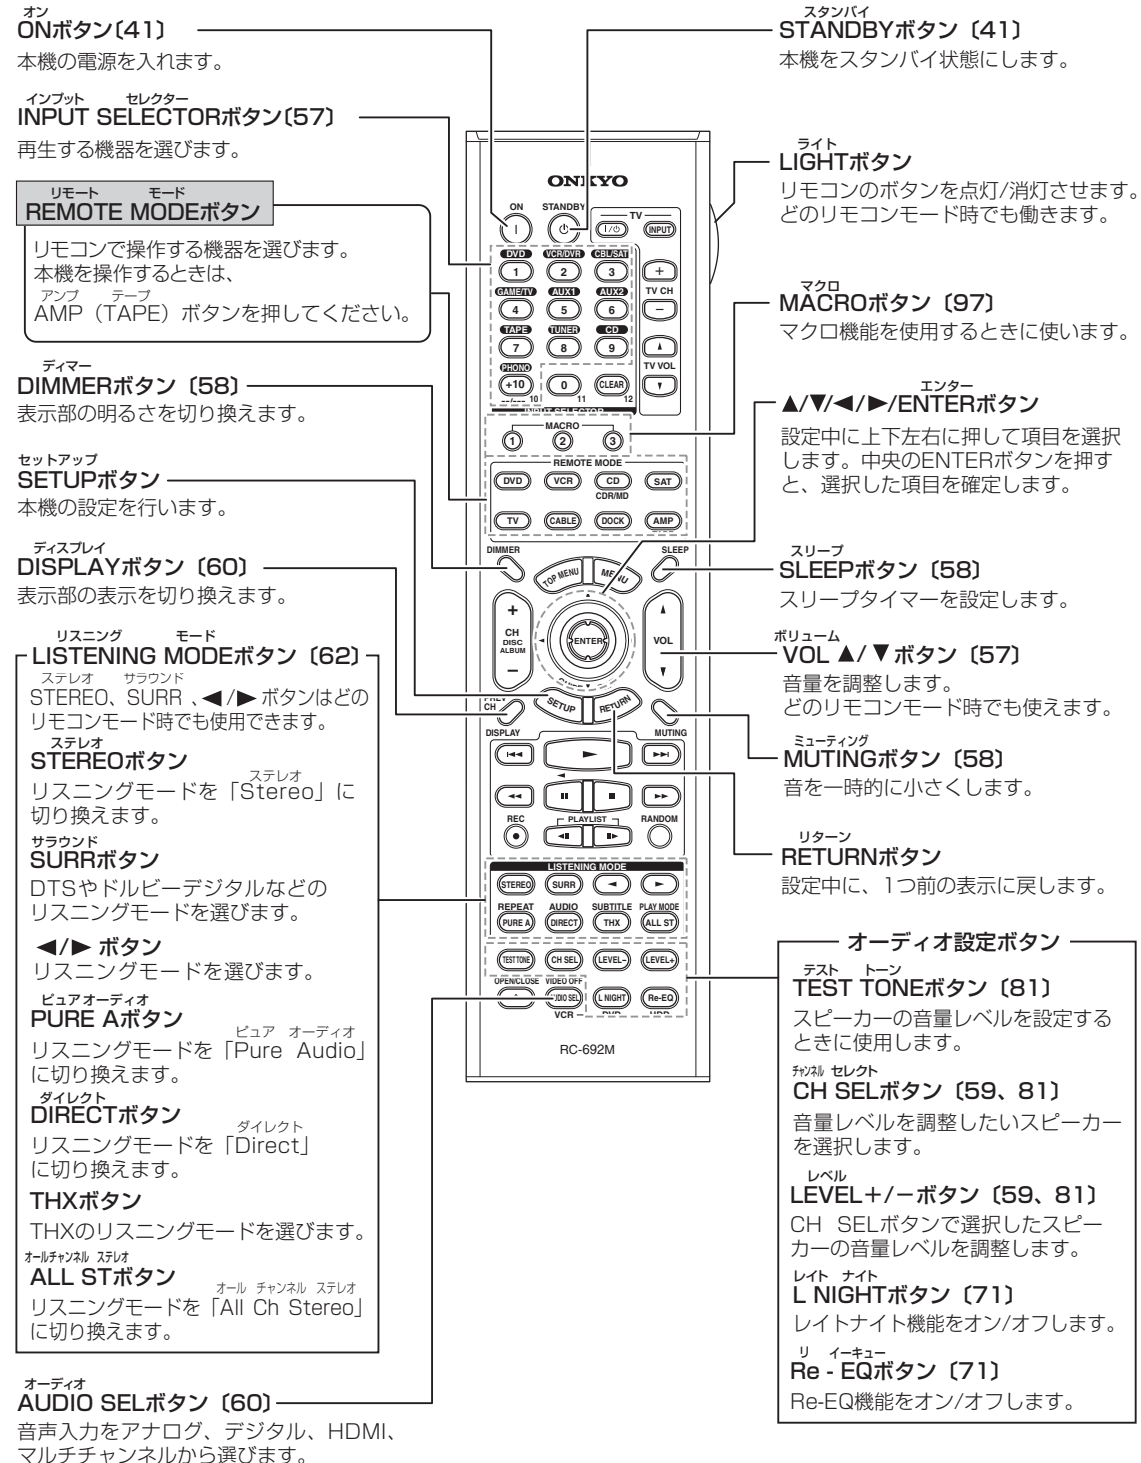 オン
ONボタン〔41〕
本機の電源を入れます。
インプット セレクター
INPUT SELECTORボタン〔57〕
再生する機器を選びます。
リモート モード
REMOTE MODEボタン
リモコンで操作する機器を選びます。
本機を操作するときは、
アンプ テープ
AMP（TAPE）ボタンを押してください。
ディマー
DIMMERボタン〔58〕
表示部の明るさを切り換えます。
セットアップ
SETUPボタン
本機の設定を行います。
ディスプレイ
DISPLAYボタン〔60〕
表示部の表示を切り換えます。
リスニング モード
LISTENING MODEボタン〔62〕
ステレオ サラウンド
STEREO、SURR、◀/▶ボタンはどの
リモコンモード時でも使用できます。
ステレオ
STEREOボタン
ステレオ
リスニングモードを「Stereo」に
切り換えます。
サラウンド
SURRボタン
DTSやドルビーデジタルなどの
リスニングモードを選びます。
◀/▶ ボタン
リスニングモードを選びます。
ピュアオーディオ
PURE Aボタン
ピュア オーディオ
リスニングモードを「Pure Audio」
に切り換えます。
ダイレクト
DIRECTボタン
ダイレクト
リスニングモードを「Direct」
に切り換えます。
THXボタン
THXのリスニングモードを選びます。
オールチャンネル ステレオ
ALL STボタン
オール チャンネル ステレオ
リスニングモードを「All Ch Stereo」
に切り換えます。
オーディオ
AUDIO SELボタン〔60〕
音声入力をアナログ、デジタル、HDMI、
マルチチャンネルから選びます。
ONKYO
ON STANDBY
TV
I/⏻ INPUT
DVD VCR/DVR CBL/SAT
1 2 3 +
GAME/TV AUX1 AUX2 TV CH
4 5 6 −
TAPE TUNER CD
7 8 9 ▲
PHONO TV VOL
+10 0 CLEAR ▼
--/--- 10 11 12
INPUT SELECTOR
MACRO
1 2 3
REMOTE MODE
DVD VCR CD SAT
CDR/MD
TV CABLE DOCK AMP
DIMMER SLEEP
TOP MENU MENU
+ CH DISC ALBUM −
ENTER
▲ VOL ▼
PREV CH SETUP RETURN
DISPLAY MUTING
REC PLAYLIST RANDOM
LISTENING MODE
STEREO SURR ◀ ▶
REPEAT AUDIO SUBTITLE PLAY MODE
PURE A DIRECT THX ALL ST
TEST TONE CH SEL LEVEL− LEVEL+
OPEN/CLOSE VIDEO OFF
AUDIO SEL L NIGHT Re-EQ
VCR DVD HDD
RC-692M
スタンバイ
STANDBYボタン〔41〕
本機をスタンバイ状態にします。
ライト
LIGHTボタン
リモコンのボタンを点灯/消灯させます。
どのリモコンモード時でも働きます。
マクロ
MACROボタン〔97〕
マクロ機能を使用するときに使います。
エンター
▲/▼/◀/▶/ENTERボタン
設定中に上下左右に押して項目を選択
します。中央のENTERボタンを押す
と、選択した項目を確定します。
スリープ
SLEEPボタン〔58〕
スリープタイマーを設定します。
ボリューム
VOL ▲/▼ボタン〔57〕
音量を調整します。
どのリモコンモード時でも使えます。
ミューティング
MUTINGボタン〔58〕
音を一時的に小さくします。
リターン
RETURNボタン
設定中に、1つ前の表示に戻します。
オーディオ設定ボタン
テスト トーン
TEST TONEボタン〔81〕
スピーカーの音量レベルを設定する
ときに使用します。
チャンネル セレクト
CH SELボタン〔59、81〕
音量レベルを調整したいスピーカー
を選択します。
レベル
LEVEL＋/−ボタン〔59、81〕
CH SELボタンで選択したスピー
カーの音量レベルを調整します。
レイト ナイト
L NIGHTボタン〔71〕
レイトナイト機能をオン/オフします。
リ イーキュー
Re - EQボタン〔71〕
Re-EQ機能をオン/オフします。